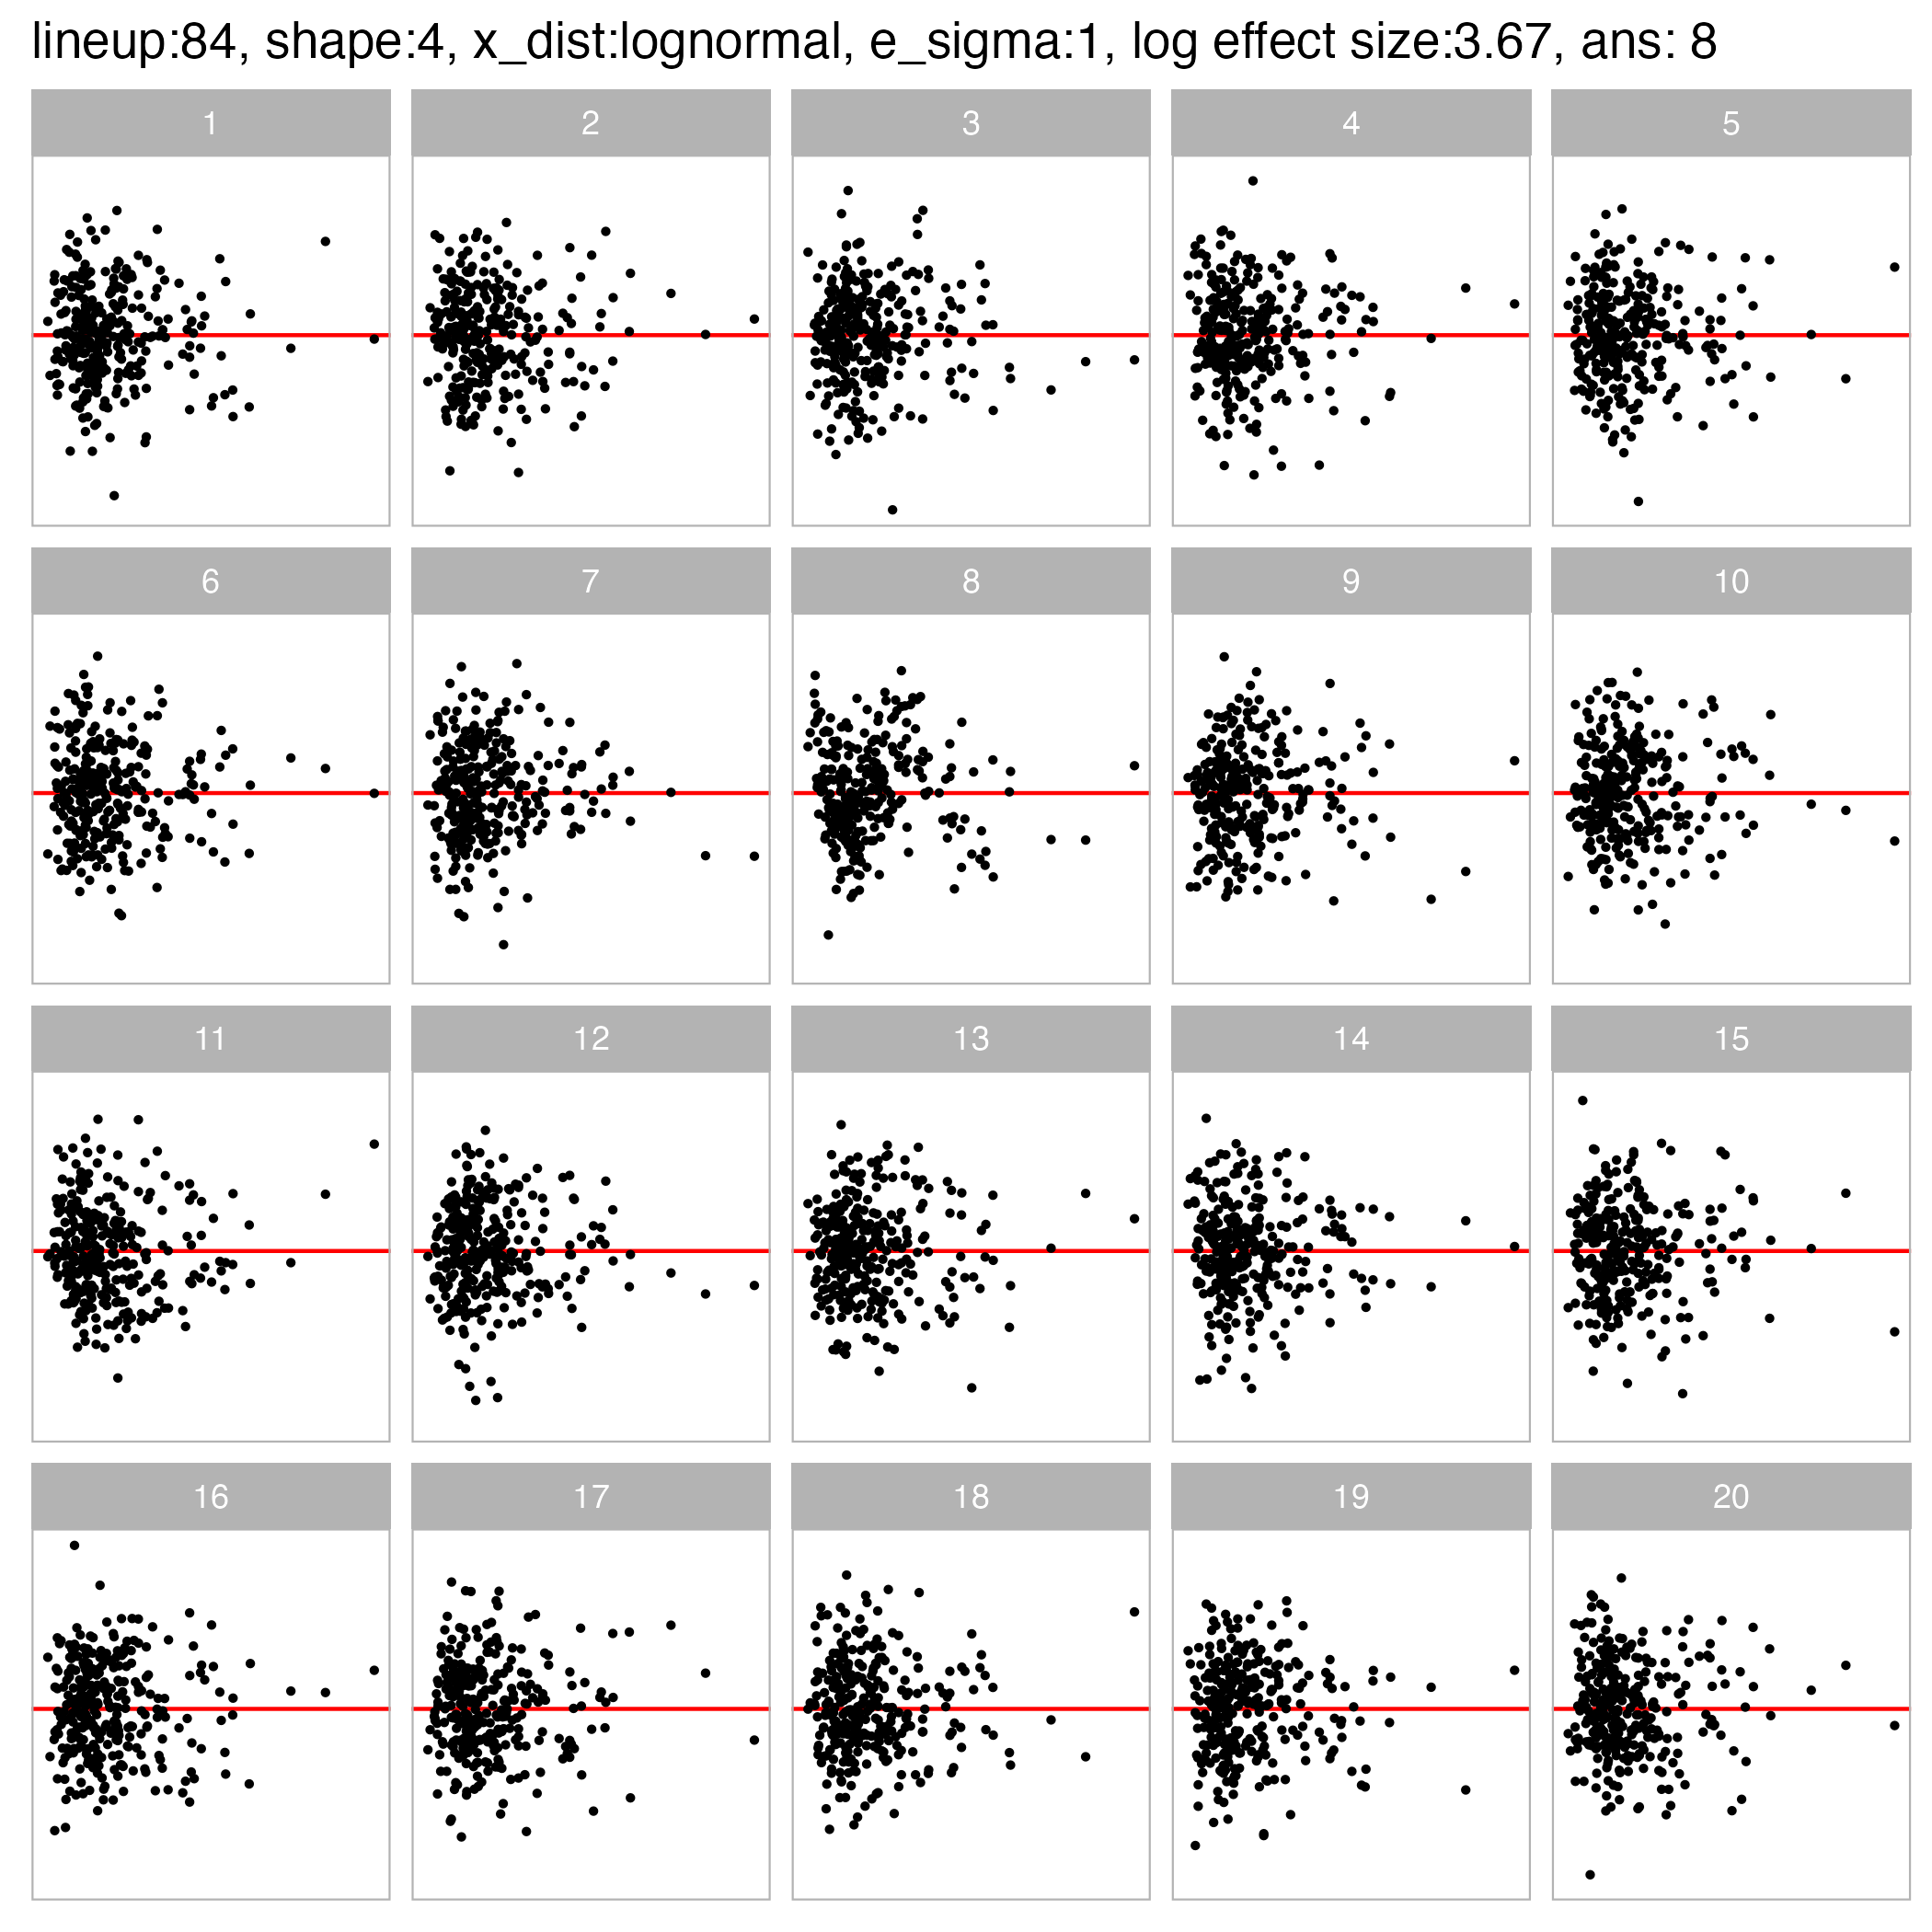 lineup:84, shape:4, x_dist:lognormal, e_sigma:1, log effect size:3.67, ans: 8
1 2 3 4 5
6 7 8 9 10
11 12 13 14 15
16 17 18 19 20